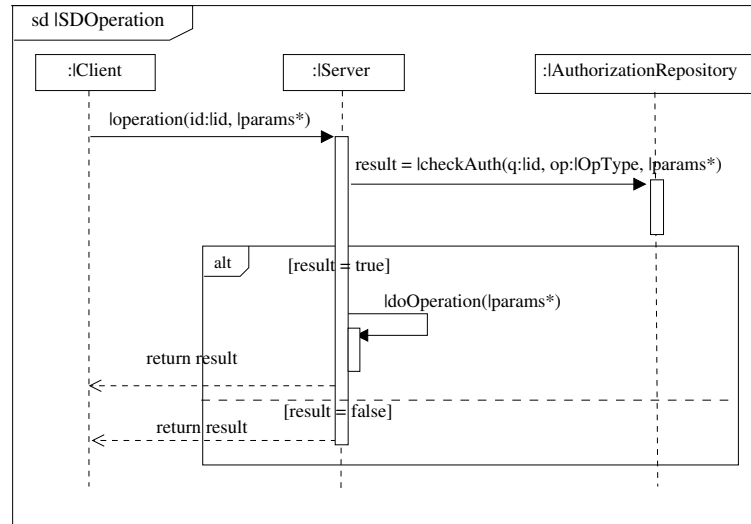 sd |SDOperation
:|Client
:|Server
:|AuthorizationRepository
|operation(id:|id, |params*)
result = |checkAuth(q:|id, op:|OpType, |params*)
alt
[result = true]
|doOperation(|params*)
return result
[result = false]
return result